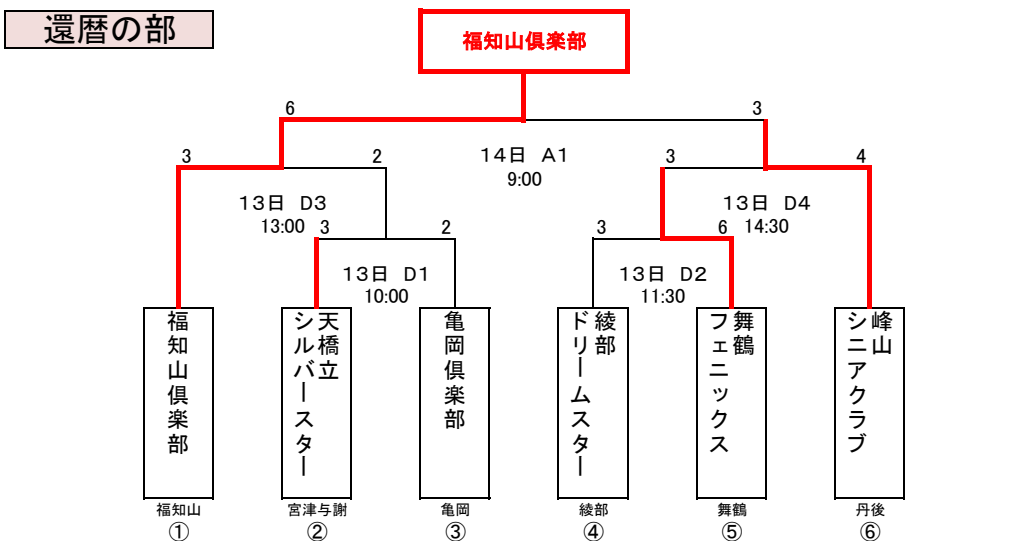 還暦の部
福知山倶楽部
6
3
14日 A1
9:00
3
2
3
4
13日 D3
13:00
13日 D4
14:30
3
2
3
6
13日 D1
10:00
13日 D2
11:30
福知山倶楽部
天橋立
シルバースター
亀岡倶楽部
綾部
ドリームスター
舞鶴
フェニックス
峰山
シニアクラブ
福知山
宮津与謝
亀岡
綾部
舞鶴
丹後
①
②
③
④
⑤
⑥